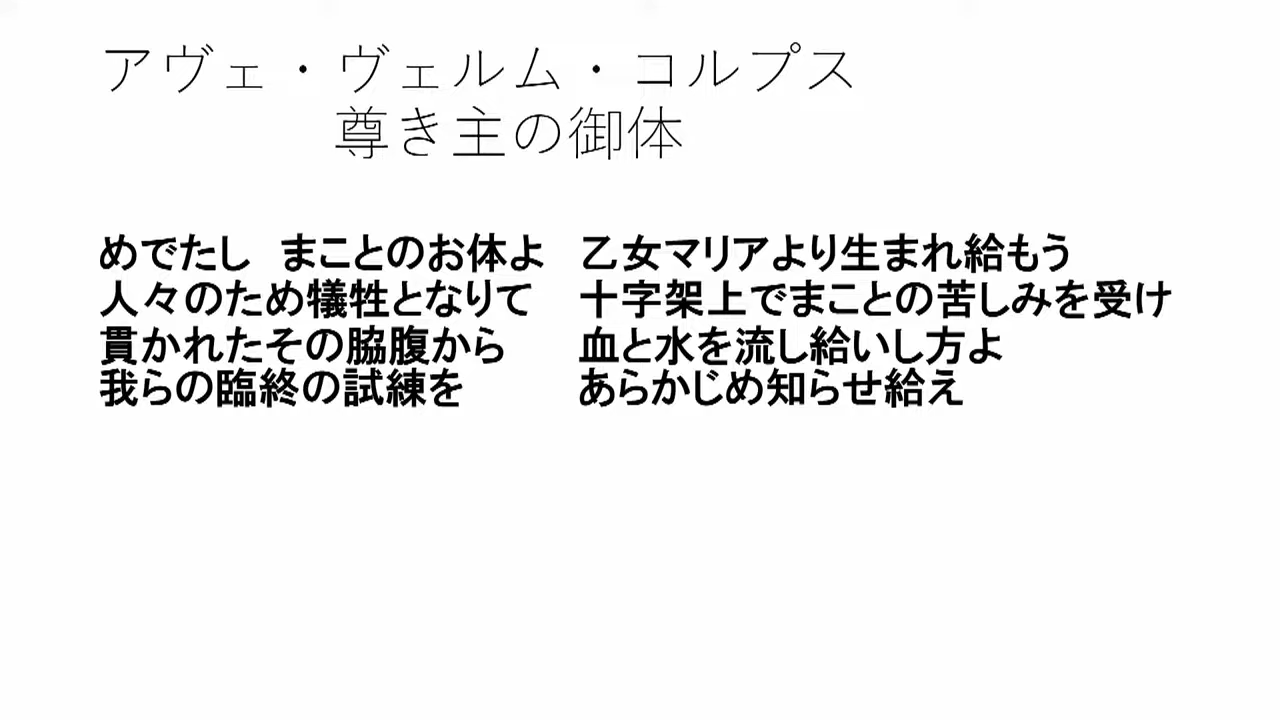 アヴェ・ヴェルム・コルプス
尊き主の御体
めでたし　まことのお体よ　乙女マリアより生まれ給もう
人々のため犠牲となりて　十字架上でまことの苦しみを受け
貫かれたその脇腹から　血と水を流し給いし方よ
我らの臨終の試練を　あらかじめ知らせ給え